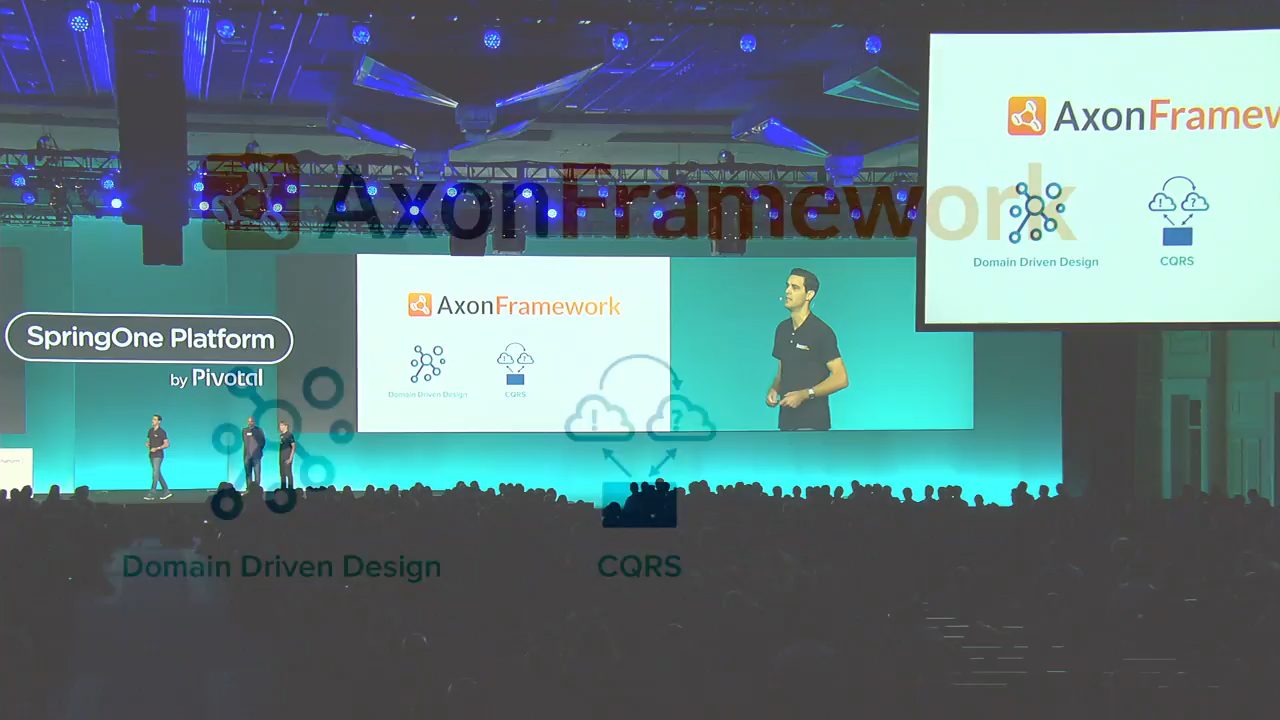 AxonFramew
Domain Driven Design
CQRS
AxonFramework
AxonFramework
Domain Driven Design
CQRS
SpringOne Platform
by Pivotal
Domain Driven Design
CQRS